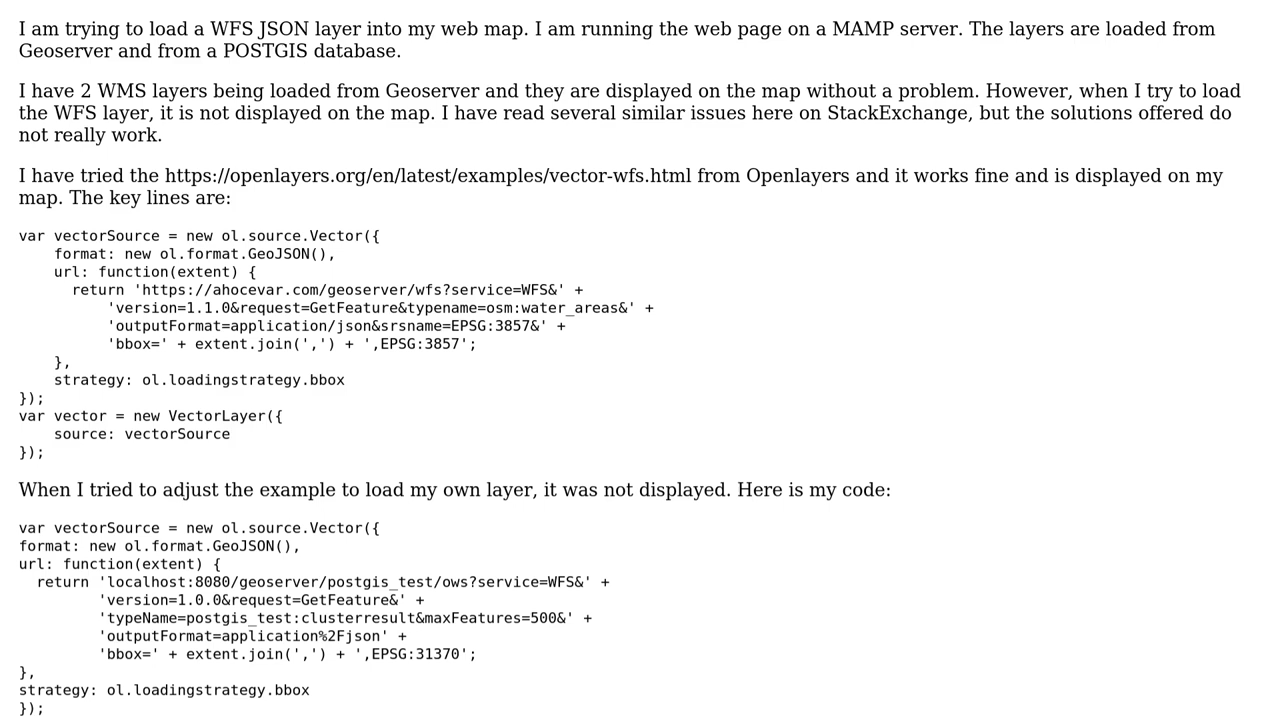 I am trying to load a WFS JSON layer into my web map. I am running the web page on a MAMP server. The layers are loaded from
Geoserver and from a POSTGIS database.
I have 2 WMS layers being loaded from Geoserver and they are displayed on the map without a problem. However, when I try to load
the WFS layer, it is not displayed on the map. I have read several similar issues here on StackExchange, but the solutions offered do
not really work.
I have tried the https://openlayers.org/en/latest/examples/vector-wfs.html from Openlayers and it works fine and is displayed on my
map. The key lines are:
var vectorSource = new ol.source.Vector({
    format: new ol.format.GeoJSON(),
    url: function(extent) {
      return 'https://ahocevar.com/geoserver/wfs?service=WFS&' +
          'version=1.1.0&request=GetFeature&typename=osm:water_areas&' +
          'outputFormat=application/json&srsname=EPSG:3857&' +
          'bbox=' + extent.join(',') + ',EPSG:3857';
    },
    strategy: ol.loadingstrategy.bbox
});
var vector = new VectorLayer({
    source: vectorSource
});
When I tried to adjust the example to load my own layer, it was not displayed. Here is my code:
var vectorSource = new ol.source.Vector({
format: new ol.format.GeoJSON(),
url: function(extent) {
  return 'localhost:8080/geoserver/postgis_test/ows?service=WFS&' +
         'version=1.0.0&request=GetFeature&' +
         'typeName=postgis_test:clusterresult&maxFeatures=500&' +
         'outputFormat=application%2Fjson' +
         'bbox=' + extent.join(',') + ',EPSG:31370';
},
strategy: ol.loadingstrategy.bbox
});